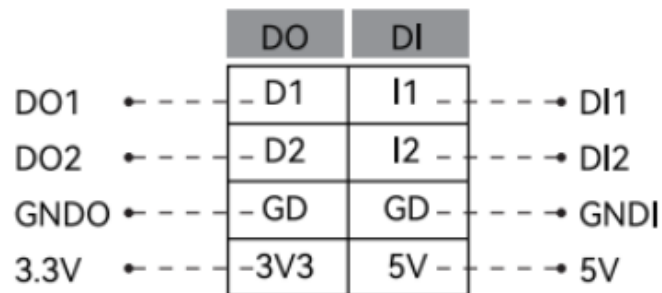 DO DI
DO1 D1 I1 DI1
DO2 D2 I2 DI2
GNDO GD GD GNDI
3.3V 3V3 5V 5V